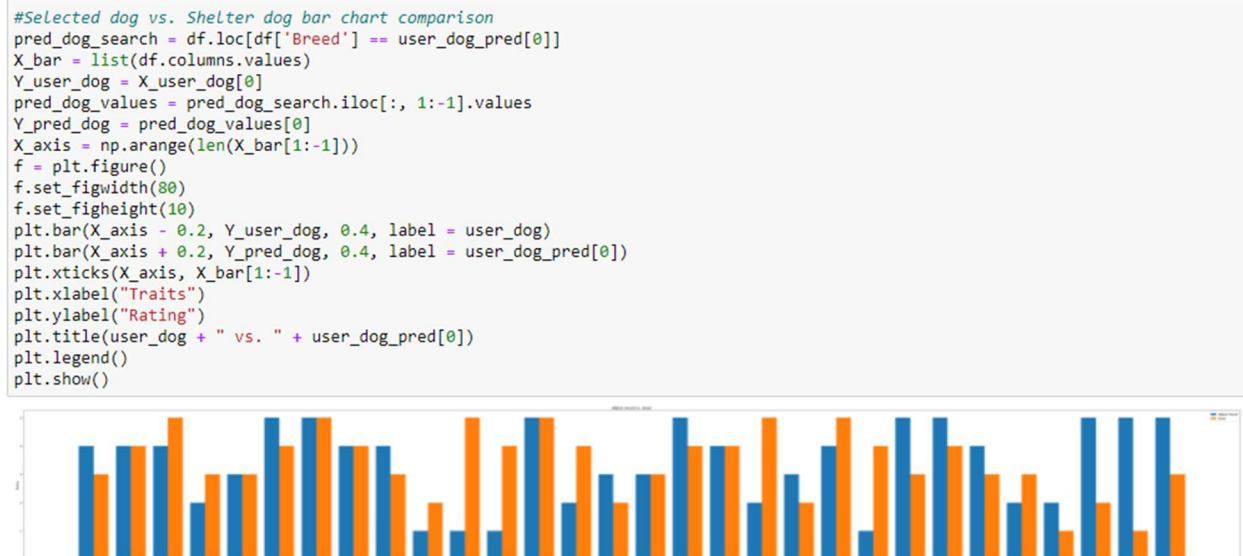 #Selected dog vs. Shelter dog bar chart comparison
pred_dog_search = df.loc[df['Breed'] == user_dog_pred[0]]
X_bar = list(df.columns.values)
Y_user_dog = X_user_dog[0]
pred_dog_values = pred_dog_search.iloc[:, 1:-1].values
Y_pred_dog = pred_dog_values[0]
X_axis = np.arange(len(X_bar[1:-1]))
f = plt.figure()
f.set_figwidth(80)
f.set_figheight(10)
plt.bar(X_axis - 0.2, Y_user_dog, 0.4, label = user_dog)
plt.bar(X_axis + 0.2, Y_pred_dog, 0.4, label = user_dog_pred[0])
plt.xticks(X_axis, X_bar[1:-1])
plt.xlabel("Traits")
plt.ylabel("Rating")
plt.title(user_dog + " vs. " + user_dog_pred[0])
plt.legend()
plt.show()